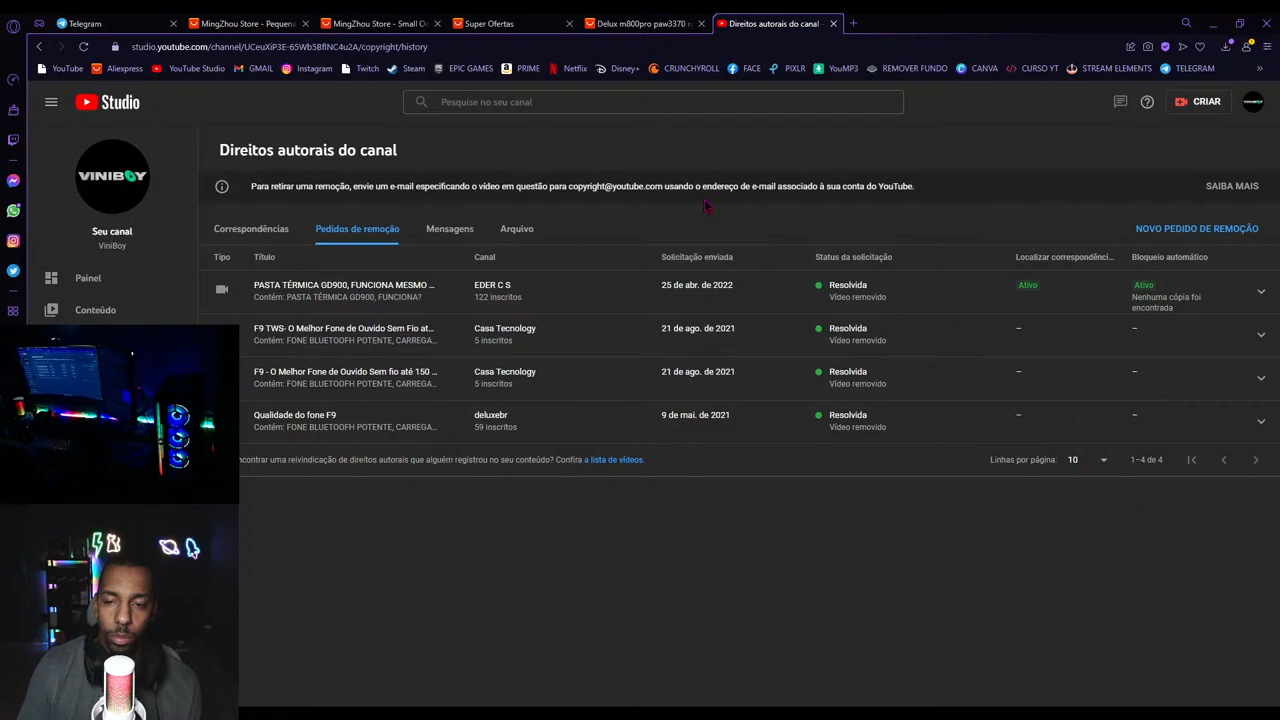 Telegram
MingZhou Store - Pequena
MingZhou Store - Small O
Super Ofertas
Delux m800pro paw3370 r
Direitos autorais do canal -
studio.youtube.com/channel/UCeuXiP3E-65Wb5BflNC4u2A/copyright/history
YouTube
Aliexpress
YouTube Studio
GMAIL
Instagram
Twitch
Steam
EPIC GAMES
PRIME
Netflix
Disney+
CRUNCHYROLL
FACE
PIXLR
YouMP3
REMOVER FUNDO
CANVA
CURSO YT
STREAM ELEMENTS
TELEGRAM
Studio
Pesquise no seu canal
CRIAR
VINIBOY
Seu canal
ViniBoy
Painel
Conteúdo
Direitos autorais do canal
Para retirar uma remoção, envie um e-mail especificando o vídeo em questão para copyright@youtube.com usando o endereço de e-mail associado à sua conta do YouTube.
SAIBA MAIS
Correspondências
Pedidos de remoção
Mensagens
Arquivo
NOVO PEDIDO DE REMOÇÃO
Tipo
Título
Canal
Solicitação enviada
Status da solicitação
Localizar correspondênci...
Bloqueio automático
PASTA TÉRMICA GD900, FUNCIONA MESMO ...
Contém: PASTA TÉRMICA GD900, FUNCIONA?
EDER C S
122 inscritos
25 de abr. de 2022
Resolvida
Vídeo removido
Ativo
Ativo
Nenhuma cópia foi
encontrada
F9 TWS- O Melhor Fone de Ouvido Sem Fio at...
Contém: FONE BLUETOOFH POTENTE, CARREGA...
Casa Tecnology
5 inscritos
21 de ago. de 2021
Resolvida
Vídeo removido
–
–
F9 - O Melhor Fone de Ouvido Sem fio até 150 ...
Contém: FONE BLUETOOFH POTENTE, CARREGA...
Casa Tecnology
5 inscritos
21 de ago. de 2021
Resolvida
Vídeo removido
–
–
Qualidade do fone F9
Contém: FONE BLUETOOFH POTENTE, CARREGA...
deluxebr
59 inscritos
9 de mai. de 2021
Resolvida
Vídeo removido
–
–
ncontrar uma reivindicação de direitos autorais que alguém registrou no seu conteúdo? Confira a lista de vídeos.
Linhas por página:
10
1–4 de 4